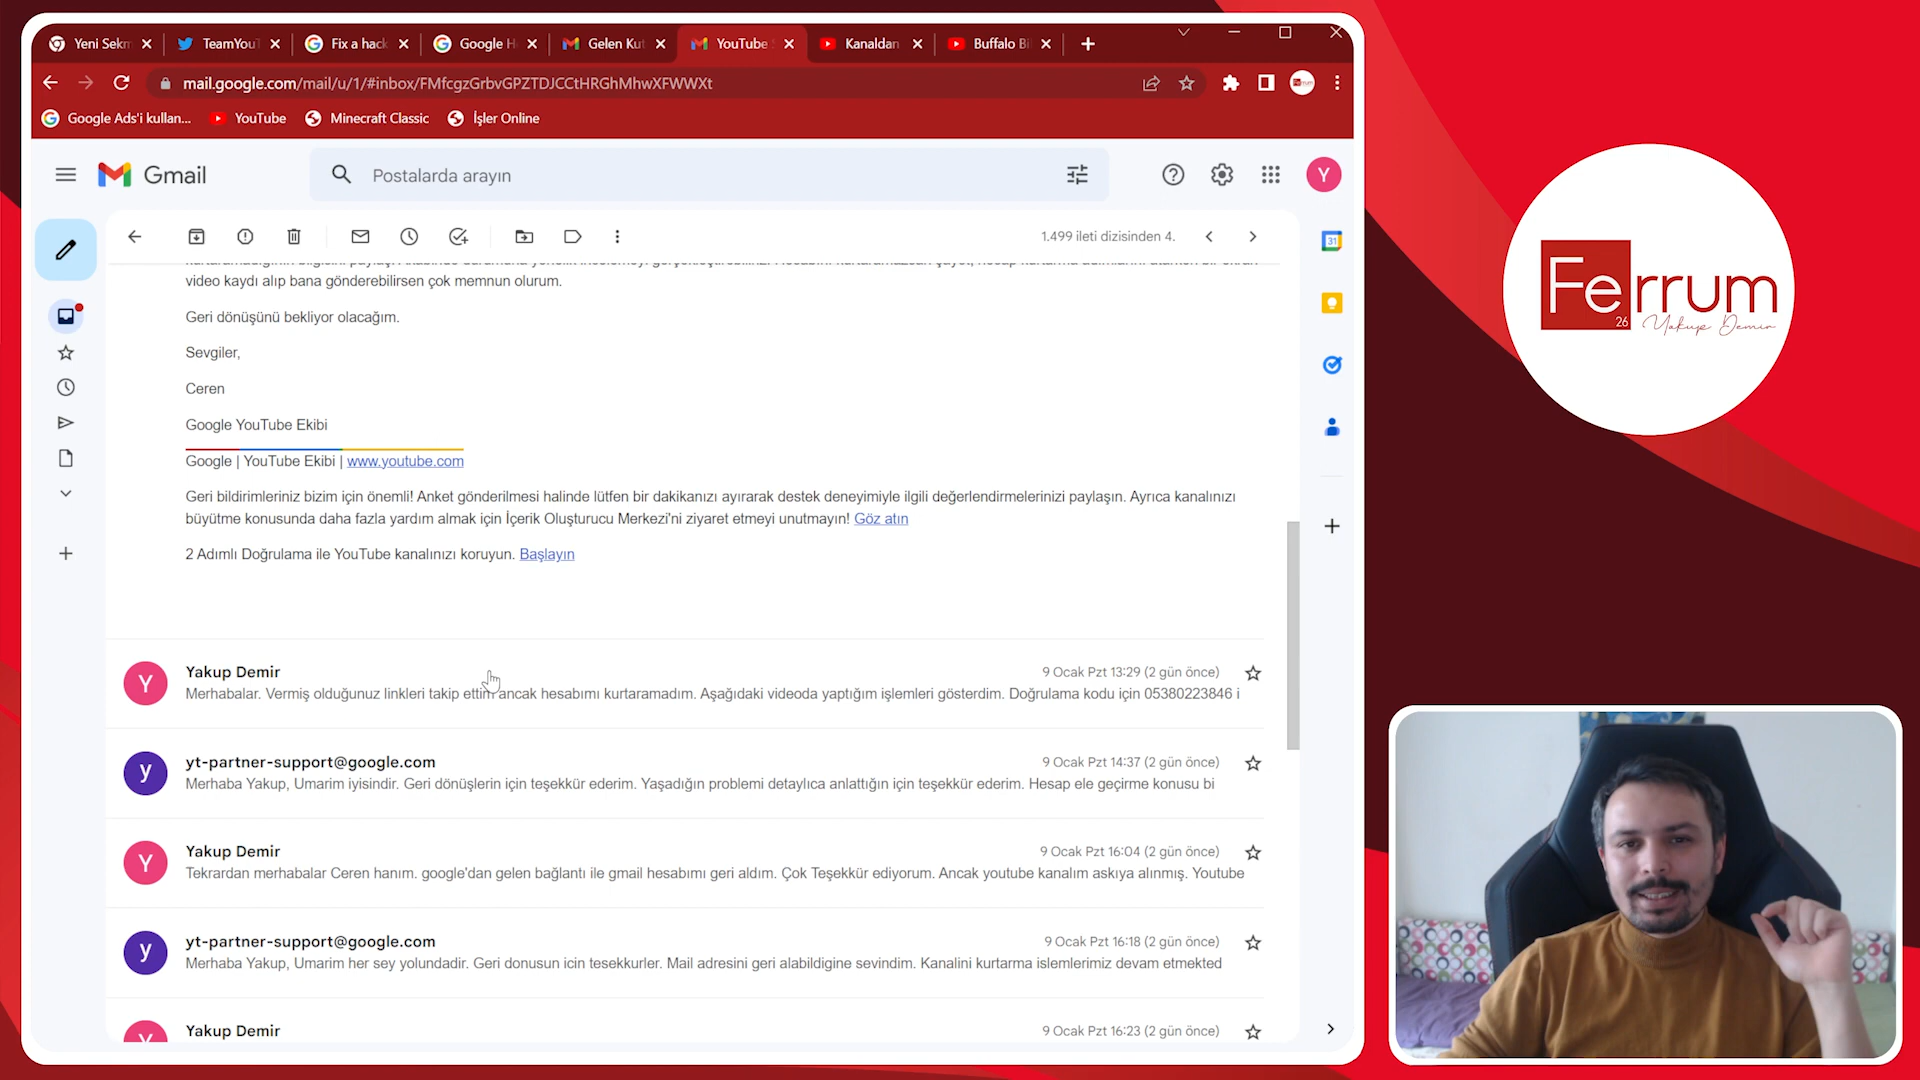 Yeni Sekm
TeamYouT
Fix a hack
Google H
Gelen Kut
YouTube
Kanaldan
Buffalo Bi
mail.google.com/mail/u/1/#inbox/FMfcgzGrbvGPZTDJCCtHRGhMhwXFWWXt
Google Ads'i kullan...
YouTube
Minecraft Classic
İşler Online
Gmail
Postalarda arayın
Y
1.499 ileti dizisinden 4.
31
video kaydı alıp bana gönderebilirsen çok memnun olurum.
Geri dönüşünü bekliyor olacağım.
Sevgiler,
Ceren
Google YouTube Ekibi
Google | YouTube Ekibi | www.youtube.com
Geri bildirimleriniz bizim için önemli! Anket gönderilmesi halinde lütfen bir dakikanızı ayırarak destek deneyimiyle ilgili değerlendirmelerinizi paylaşın. Ayrıca kanalınızı
büyütme konusunda daha fazla yardım almak için İçerik Oluşturucu Merkezi'ni ziyaret etmeyi unutmayın! Göz atın
2 Adımlı Doğrulama ile YouTube kanalınızı koruyun. Başlayın
Y
Yakup Demir
9 Ocak Pzt 13:29 (2 gün önce)
Merhabalar. Vermiş olduğunuz linkleri takip ettim ancak hesabımı kurtaramadım. Aşağıdaki videoda yaptığım işlemleri gösterdim. Doğrulama kodu için 05380223846 i
y
yt-partner-support@google.com
9 Ocak Pzt 14:37 (2 gün önce)
Merhaba Yakup, Umarim iyisindir. Geri dönüşlerin için teşekkür ederim. Yaşadığın problemi detaylıca anlattığın için teşekkür ederim. Hesap ele geçirme konusu bi
Y
Yakup Demir
9 Ocak Pzt 16:04 (2 gün önce)
Tekrardan merhabalar Ceren hanım. google'dan gelen bağlantı ile gmail hesabımı geri aldım. Çok Teşekkür ediyorum. Ancak youtube kanalım askıya alınmış. Youtube
y
yt-partner-support@google.com
9 Ocak Pzt 16:18 (2 gün önce)
Merhaba Yakup, Umarim her sey yolundadir. Geri donusun icin tesekkurler. Mail adresini geri alabildigine sevindim. Kanalini kurtarma islemlerimiz devam etmekted
Y
Yakup Demir
9 Ocak Pzt 16:23 (2 gün önce)
Ferrum
26
Yakup Demir